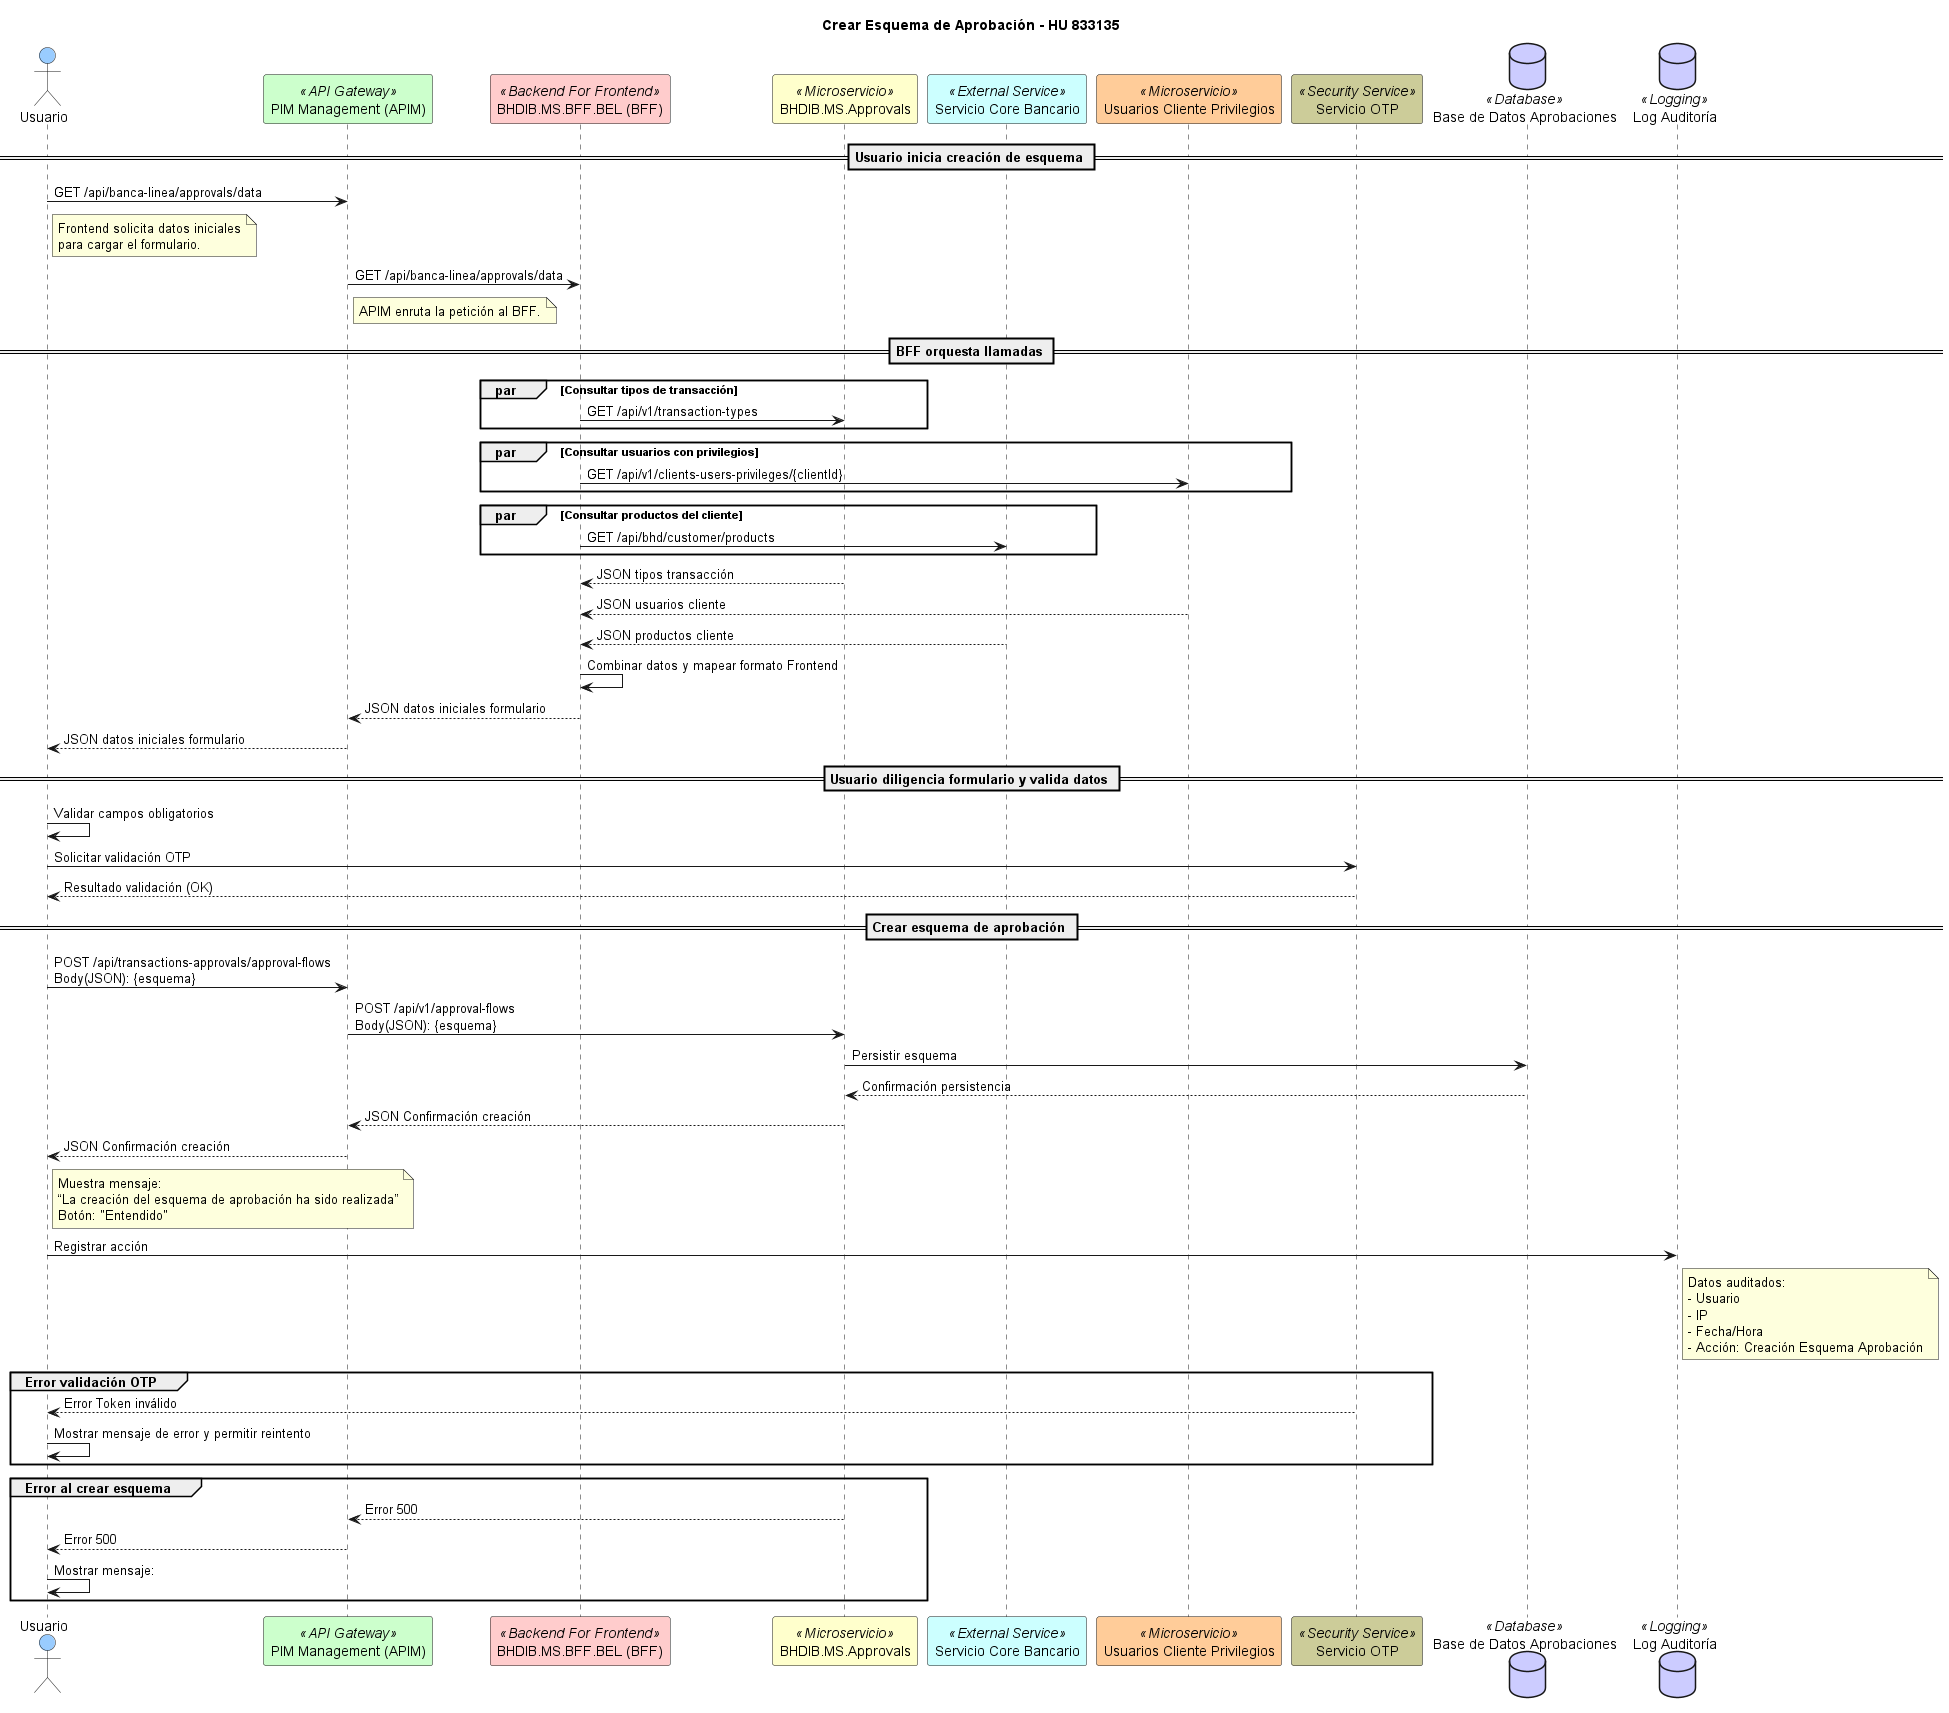 Crear Esquema de Aprobación - HU 833135
Usuario
«API Gateway»
PIM Management (APIM)
«Backend For Frontend»
BHDIB.MS.BFF.BEL (BFF)
«Microservicio»
BHDIB.MS.Approvals
«External Service»
Servicio Core Bancario
«Microservicio»
Usuarios Cliente Privilegios
«Security Service»
Servicio OTP
«Database»
Base de Datos Aprobaciones
«Logging»
Log Auditoría
Usuario inicia creación de esquema
GET /api/banca-linea/approvals/data
Frontend solicita datos iniciales
para cargar el formulario.
GET /api/banca-linea/approvals/data
APIM enruta la petición al BFF.
BFF orquesta llamadas
par [Consultar tipos de transacción]
GET /api/v1/transaction-types
par [Consultar usuarios con privilegios]
GET /api/v1/clients-users-privileges/{clientId}
par [Consultar productos del cliente]
GET /api/bhd/customer/products
JSON tipos transacción
JSON usuarios cliente
JSON productos cliente
Combinar datos y mapear formato Frontend
JSON datos iniciales formulario
JSON datos iniciales formulario
Usuario diligencia formulario y valida datos
Validar campos obligatorios
Solicitar validación OTP
Resultado validación (OK)
Crear esquema de aprobación
POST /api/transactions-approvals/approval-flows
Body(JSON): {esquema}
POST /api/v1/approval-flows
Body(JSON): {esquema}
Persistir esquema
Confirmación persistencia
JSON Confirmación creación
JSON Confirmación creación
Muestra mensaje:
“La creación del esquema de aprobación ha sido realizada”
Botón: "Entendido"
Registrar acción
Datos auditados:
- Usuario
- IP
- Fecha/Hora
- Acción: Creación Esquema Aprobación
Error validación OTP
Error Token inválido
Mostrar mensaje de error y permitir reintento
Error al crear esquema
Error 500
Error 500
Mostrar mensaje:
Usuario
«API Gateway»
PIM Management (APIM)
«Backend For Frontend»
BHDIB.MS.BFF.BEL (BFF)
«Microservicio»
BHDIB.MS.Approvals
«External Service»
Servicio Core Bancario
«Microservicio»
Usuarios Cliente Privilegios
«Security Service»
Servicio OTP
«Database»
Base de Datos Aprobaciones
«Logging»
Log Auditoría